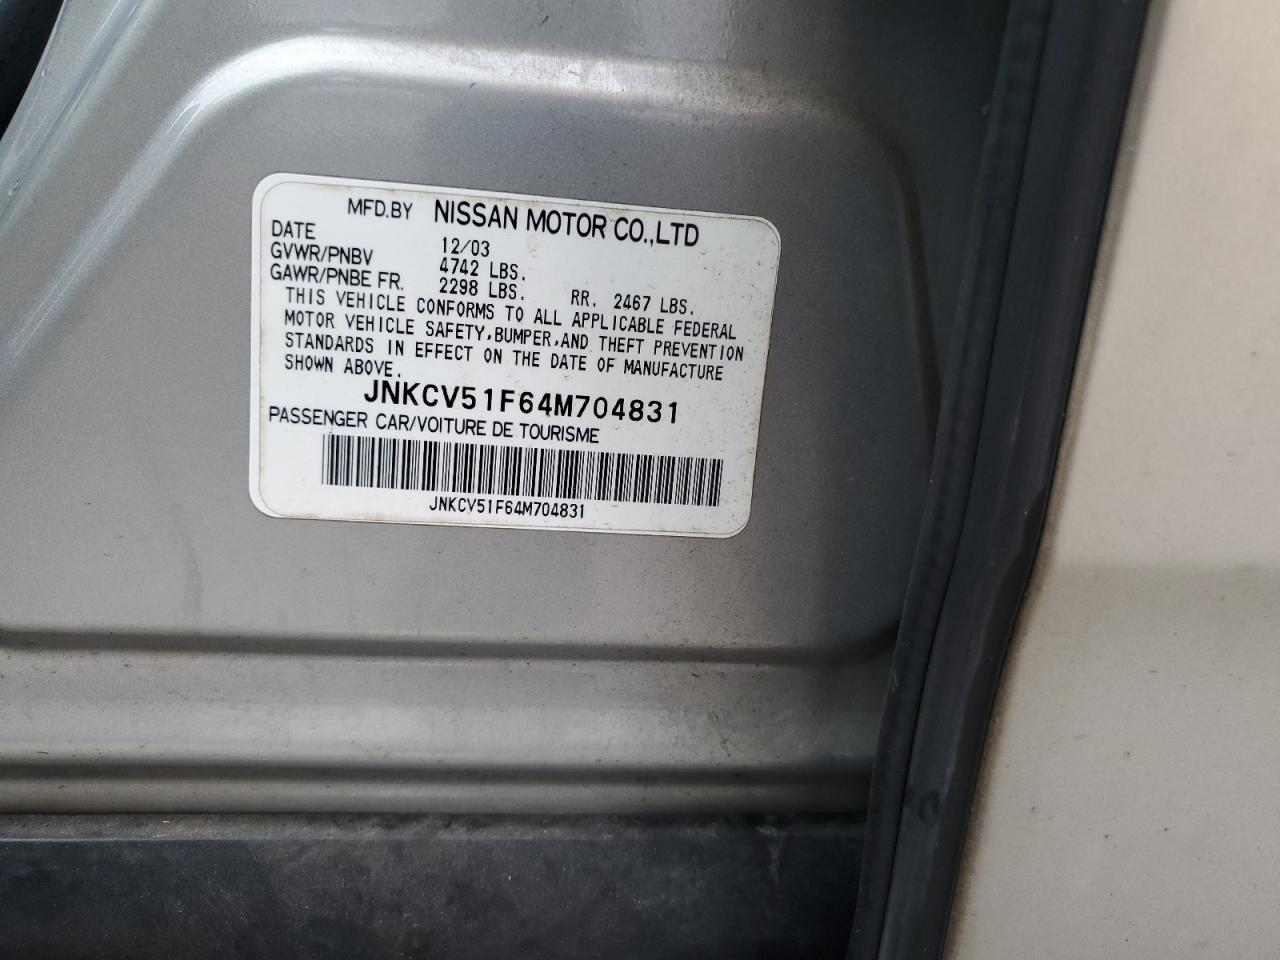 MFD.BY NISSAN MOTOR CO.,LTD
DATE 12/03
GVWR/PNBV 4742 LBS.
GAWR/PNBE FR. 2298 LBS. RR. 2467 LBS.
THIS VEHICLE CONFORMS TO ALL APPLICABLE FEDERAL
MOTOR VEHICLE SAFETY,BUMPER,AND THEFT PREVENTION
STANDARDS IN EFFECT ON THE DATE OF MANUFACTURE
SHOWN ABOVE.
JNKCV51F64M704831
PASSENGER CAR/VOITURE DE TOURISME
JNKCV51F64M704831